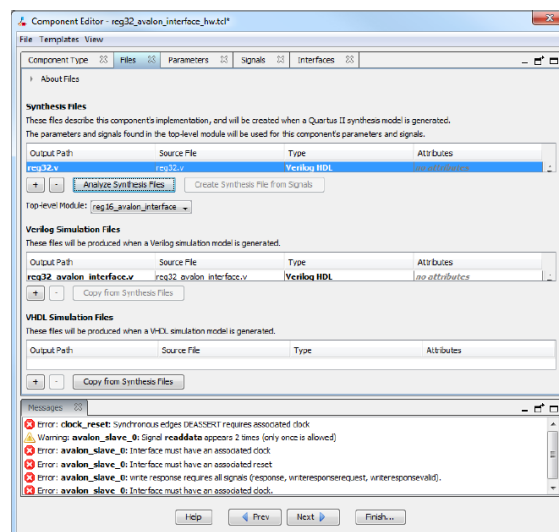 Component Editor - reg32_avalon_interface_hw.tcl*
File Templates View
Component Type Files Parameters Signals Interfaces
About Files
Synthesis Files
These files describe this component's implementation, and will be created when a Quartus II synthesis model is generated.
The parameters and signals found in the top-level module will be used for this component's parameters and signals.
Output Path Source File Type Attributes
reg32.v reg32.v Verilog HDL no attributes
+ - Analyze Synthesis Files Create Synthesis File from Signals
Top-level Module: reg16_avalon_interface
Verilog Simulation Files
These files will be produced when a Verilog simulation model is generated.
Output Path Source File Type Attributes
reg32_avalon_interface.v reg32_avalon_interface.v Verilog HDL no attributes
+ - Copy from Synthesis Files
VHDL Simulation Files
These files will be produced when a VHDL simulation model is generated.
Output Path Source File Type Attributes
+ - Copy from Synthesis Files
Messages
Error: clock_reset: Synchronous edges DEASSERT requires associated clock
Warning: avalon_slave_0: Signal readdata appears 2 times (only once is allowed)
Error: avalon_slave_0: Interface must have an associated clock
Error: avalon_slave_0: Interface must have an associated reset
Error: avalon_slave_0: write response requires all signals (response, writeresponserequest, writeresponsevalid).
Error: avalon_slave_0: Interface must have an associated clock.
Help Prev Next Finish...